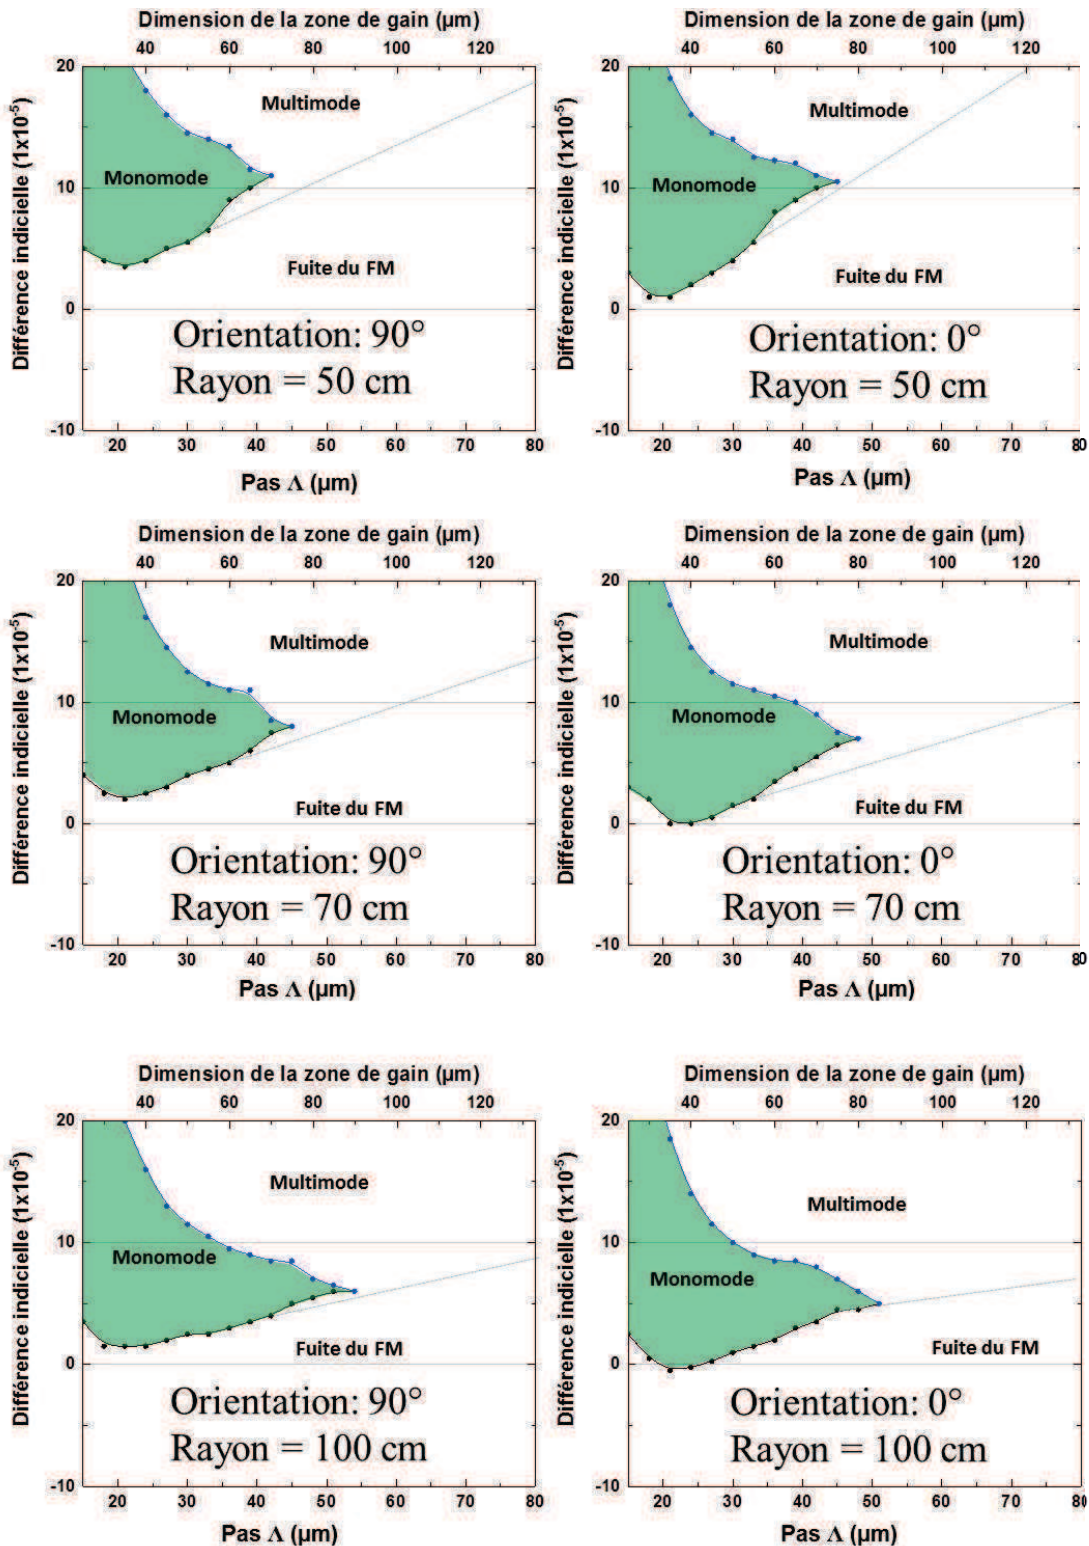 Dimension de la zone de gain (µm)
40 60 80 100 120
Différence indicielle (1x10⁻⁵)
20
10
0
-10
Multimode
Monomode
Fuite du FM
Orientation: 90°
Rayon = 50 cm
20 30 40 50 60 70 80
Pas Λ (µm)
Dimension de la zone de gain (µm)
40 60 80 100 120
Différence indicielle (1x10⁻⁵)
20
10
0
-10
Multimode
Monomode
Fuite du FM
Orientation: 0°
Rayon = 50 cm
20 30 40 50 60 70 80
Pas Λ (µm)
Dimension de la zone de gain (µm)
40 60 80 100 120
Différence indicielle (1x10⁻⁵)
20
10
0
-10
Multimode
Monomode
Fuite du FM
Orientation: 90°
Rayon = 70 cm
20 30 40 50 60 70 80
Pas Λ (µm)
Dimension de la zone de gain (µm)
40 60 80 100 120
Différence indicielle (1x10⁻⁵)
20
10
0
-10
Multimode
Monomode
Fuite du FM
Orientation: 0°
Rayon = 70 cm
20 30 40 50 60 70 80
Pas Λ (µm)
Dimension de la zone de gain (µm)
40 60 80 100 120
Différence indicielle (1x10⁻⁵)
20
10
0
-10
Multimode
Monomode
Fuite du FM
Orientation: 90°
Rayon = 100 cm
20 30 40 50 60 70 80
Pas Λ (µm)
Dimension de la zone de gain (µm)
40 60 80 100 120
Différence indicielle (1x10⁻⁵)
20
10
0
-10
Multimode
Monomode
Fuite du FM
Orientation: 0°
Rayon = 100 cm
20 30 40 50 60 70 80
Pas Λ (µm)